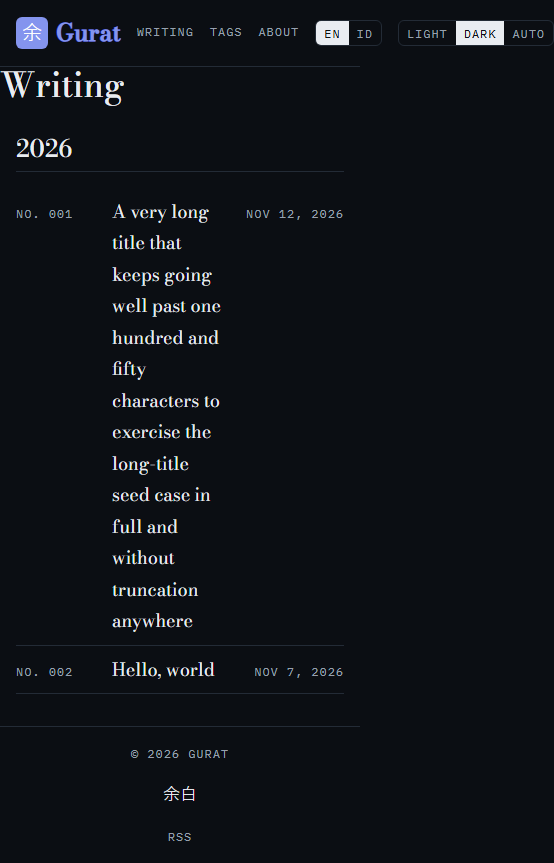 余 Gurat WRITING TAGS ABOUT EN ID LIGHT DARK AUTO
Writing
2026
NO. 001 A very long NOV 12, 2026
title that
keeps going
well past one
hundred and
fifty
characters to
exercise the
long-title
seed case in
full and
without
truncation
anywhere
NO. 002 Hello, world NOV 7, 2026
© 2026 GURAT
余白
RSS